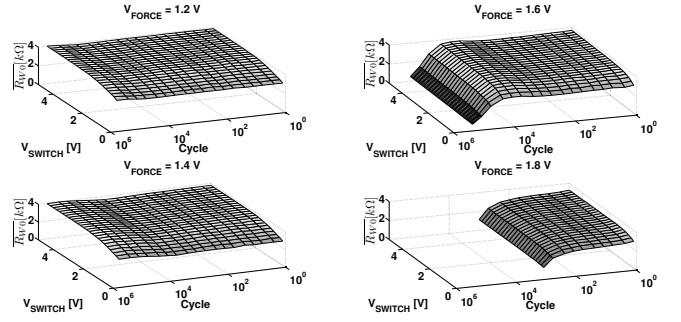 V_FORCE = 1.2 V
R_W0[kΩ]
4
2
0
4
2
0
V_SWITCH [V]
10^6
10^4
10^2
10^0
Cycle
V_FORCE = 1.6 V
R_W0[kΩ]
4
2
0
4
2
0
V_SWITCH [V]
10^6
10^4
10^2
10^0
Cycle
V_FORCE = 1.4 V
R_W0[kΩ]
4
2
0
4
2
0
V_SWITCH [V]
10^6
10^4
10^2
10^0
Cycle
V_FORCE = 1.8 V
R_W0[kΩ]
4
2
0
4
2
0
V_SWITCH [V]
10^6
10^4
10^2
10^0
Cycle